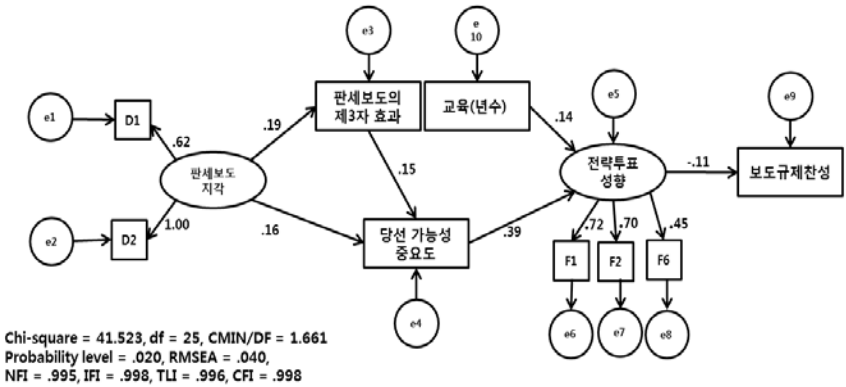 e3
e
10
판세보도의
제3자 효과
교육(년수)
e5
e9
e1
D1
.62
.19
.14
판세보도
지각
전략투표
성향
-.11
보도규제찬성
.15
e2
D2
1.00
.16
당선 가능성
중요도
.39
.72
.70
.45
F1
F2
F6
e4
e6
e7
e8
Chi-square = 41.523, df = 25, CMIN/DF = 1.661
Probability level = .020, RMSEA = .040,
NFI = .995, IFI = .998, TLI = .996, CFI = .998